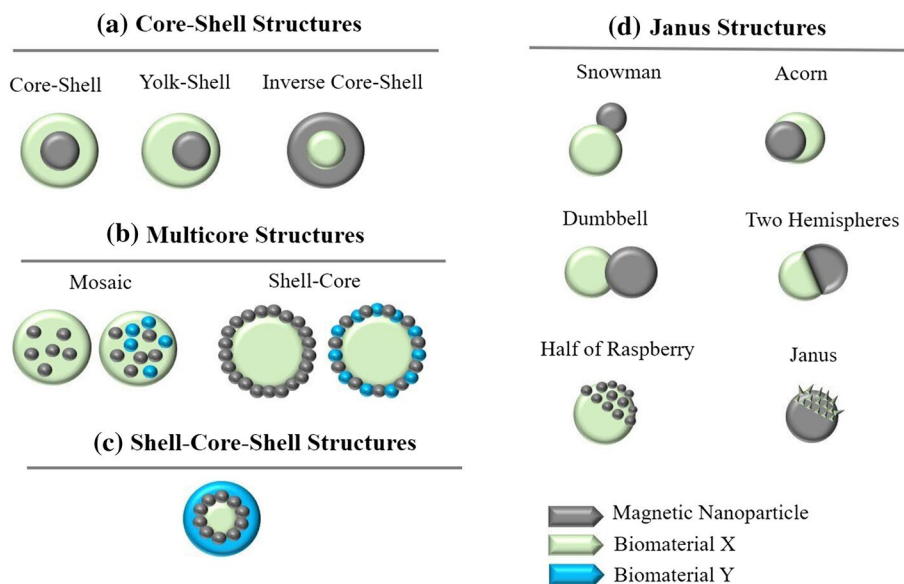 (a) Core-Shell Structures
Core-Shell
Yolk-Shell
Inverse Core-Shell
(b) Multicore Structures
Mosaic
Shell-Core
(c) Shell-Core-Shell Structures
(d) Janus Structures
Snowman
Acorn
Dumbbell
Two Hemispheres
Half of Raspberry
Janus
Magnetic Nanoparticle
Biomaterial X
Biomaterial Y